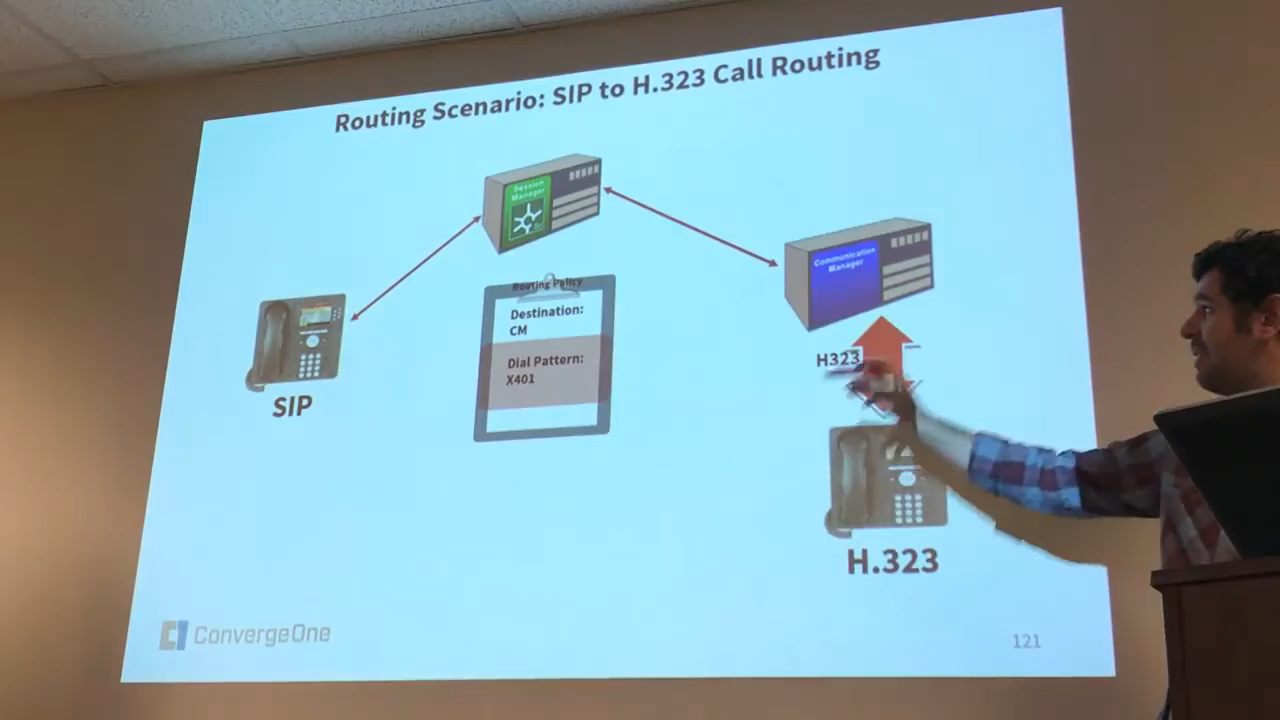 Routing Scenario: SIP to H.323 Call Routing
Session
Manager
Communication
Manager
Routing Policy
Destination:
CM
Dial Pattern:
X401
H323
SIP
H.323
ConvergeOne
121